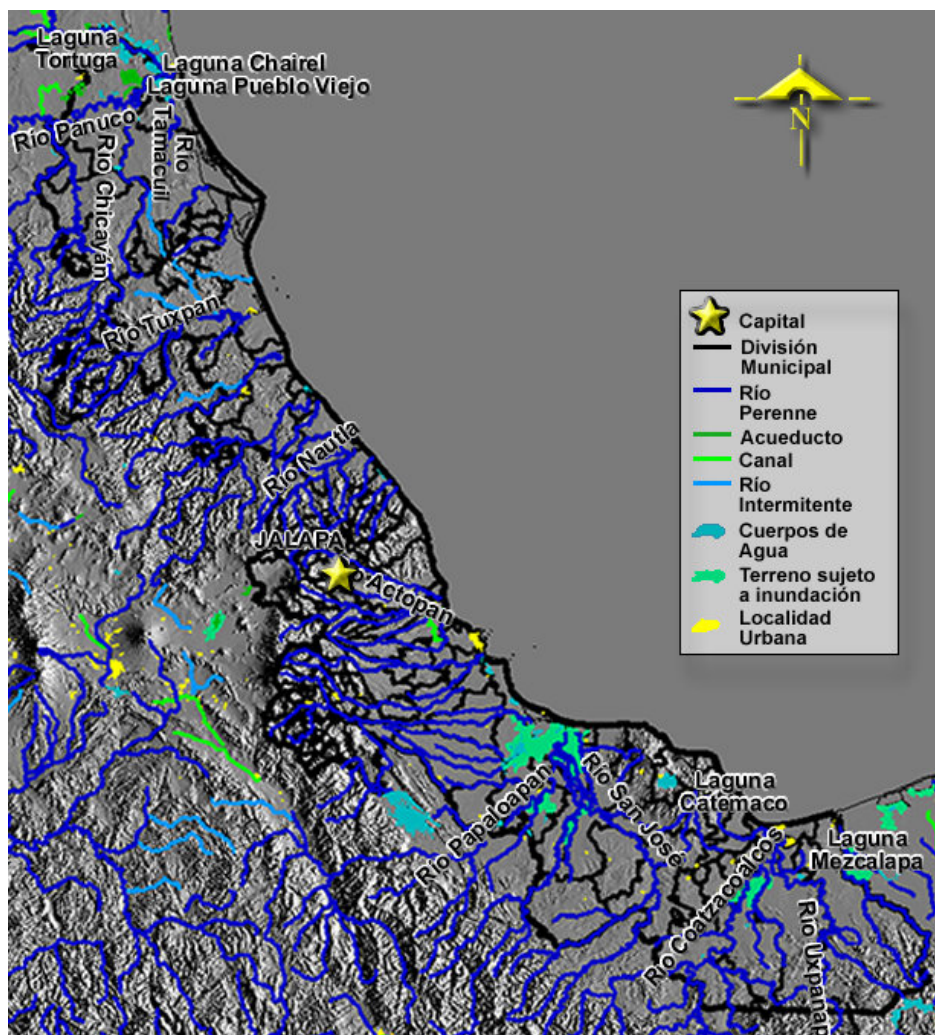 Laguna
Tortuga
Laguna Chairel
Laguna Pueblo Viejo
Río Panuco
Río
Tamacuil
Río Chicayán
N
Río Tuxpan
Río Nautla
JALAPA
Actopan
Capital
División
Municipal
Río
Perenne
Acueducto
Canal
Río
Intermitente
Cuerpos de
Agua
Terreno sujeto
a inundación
Localidad
Urbana
Río Papaloapan
Río San José
Laguna
Catemaco
Río Coatzacoalcos
Laguna
Mezcalapa
Río Uxpanan